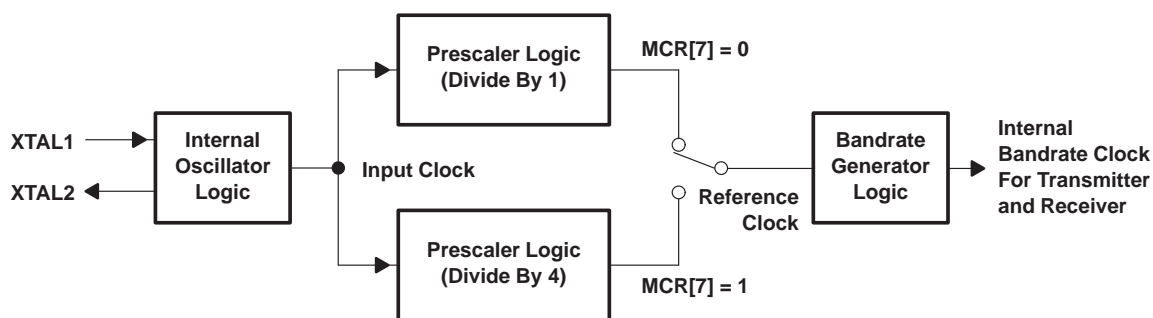 XTAL1
XTAL2
Internal
Oscillator
Logic
Input Clock
Prescaler Logic
(Divide By 1)
MCR[7] = 0
Prescaler Logic
(Divide By 4)
MCR[7] = 1
Reference
Clock
Bandrate
Generator
Logic
Internal
Bandrate Clock
For Transmitter
and Receiver